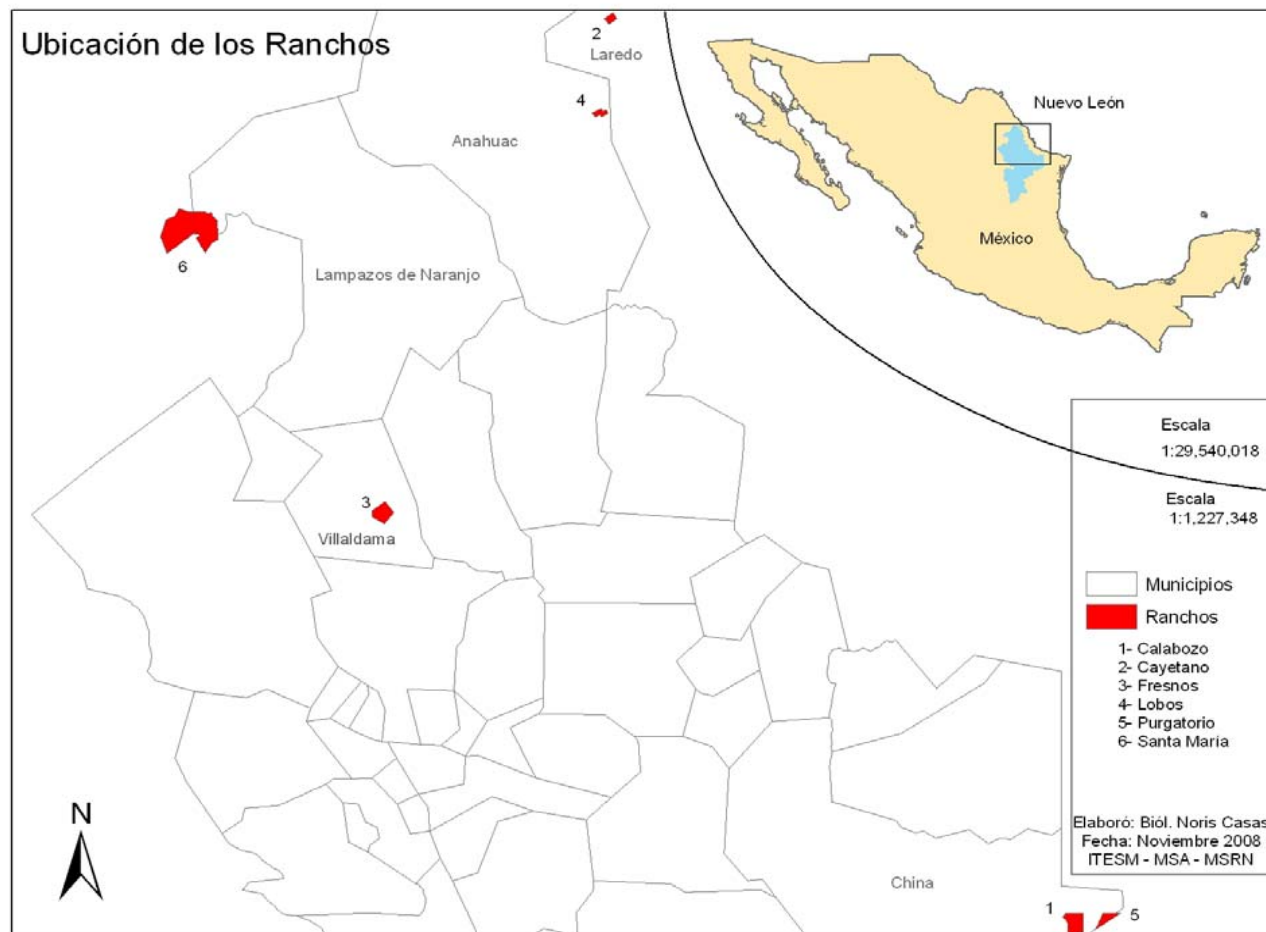 Ubicación de los Ranchos
2
Laredo
4
Anahuac
6
Lampazos de Naranjo
3
Villaldama
China
1
5
Nuevo León
México
Escala
1:29,540,018
Escala
1:1,227,348
Municipios
Ranchos
1- Calabozo
2- Cayetano
3- Fresnos
4- Lobos
5- Purgatorio
6- Santa María
N
Elaboró: Biól. Noris Casas
Fecha: Noviembre 2008
ITESM - MSA - MSRN